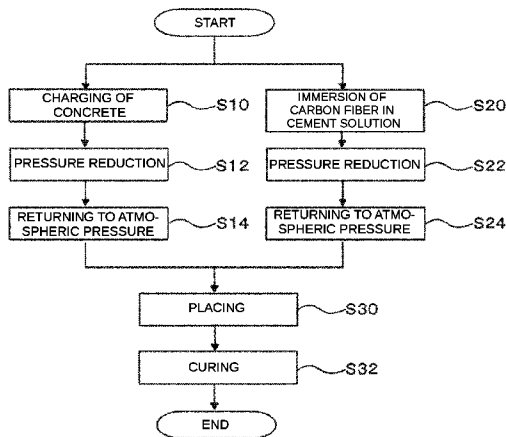 START
CHARGING OF
CONCRETE
S10
IMMERSION OF
CARBON FIBER IN
CEMENT SOLUTION
S20
PRESSURE REDUCTION
S12
PRESSURE REDUCTION
S22
RETURNING TO ATMO-
SPHERIC PRESSURE
S14
RETURNING TO ATMO-
SPHERIC PRESSURE
S24
PLACING
S30
CURING
S32
END